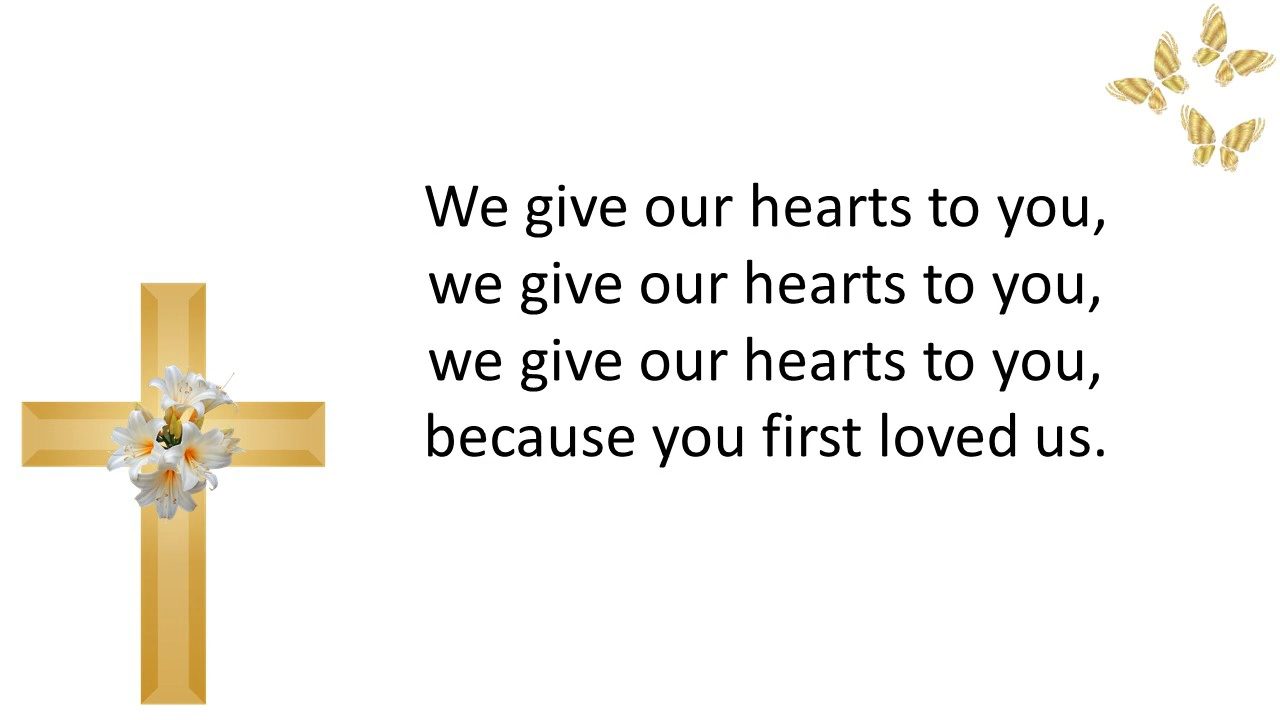 We give our hearts to you,
we give our hearts to you,
we give our hearts to you,
because you first loved us.